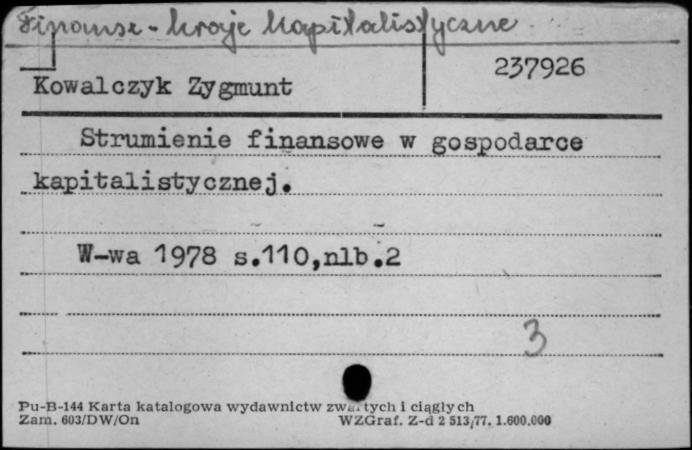 Finanse - kraje kapitalistyczne
237926
Kowalczyk Zygmunt
Strumienie finansowe w gospodarce
kapitalistycznej.
W-wa 1978 s.110,nlb.2
3
Pu-B-144 Karta katalogowa wydawnictw zwartych i ciągłych
Zam. 603/DW/On WZGraf. Z-d 2 513/77. 1.600.000